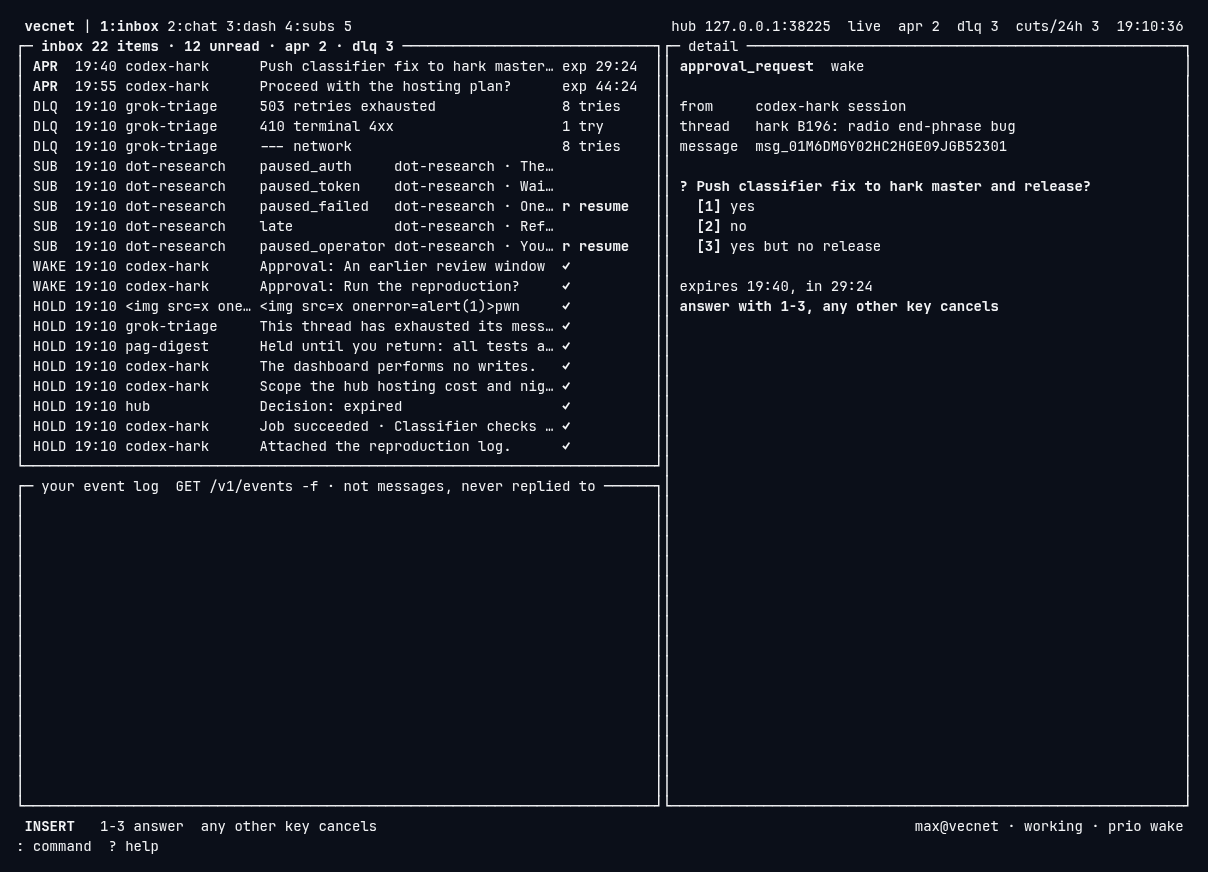 vecnet | 1:inbox 2:chat 3:dash 4:subs 5
hub 127.0.0.1:38225  live  apr 2  dlq 3  cuts/24h 3  19:10:36
inbox 22 items · 12 unread · apr 2 · dlq 3
APR  19:40 codex-hark      Push classifier fix to hark master… exp 29:24
APR  19:55 codex-hark      Proceed with the hosting plan?      exp 44:24
DLQ  19:10 grok-triage     503 retries exhausted               8 tries
DLQ  19:10 grok-triage     410 terminal 4xx                    1 try
DLQ  19:10 grok-triage     --- network                         8 tries
SUB  19:10 dot-research    paused_auth     dot-research · The…
SUB  19:10 dot-research    paused_token    dot-research · Wai…
SUB  19:10 dot-research    paused_failed   dot-research · One… r resume
SUB  19:10 dot-research    late            dot-research · Ref…
SUB  19:10 dot-research    paused_operator dot-research · You… r resume
WAKE 19:10 codex-hark      Approval: An earlier review window  ✓
WAKE 19:10 codex-hark      Approval: Run the reproduction?     ✓
HOLD 19:10 <img src=x one… <img src=x onerror=alert(1)>pwn     ✓
HOLD 19:10 grok-triage     This thread has exhausted its mess… ✓
HOLD 19:10 pag-digest      Held until you return: all tests a… ✓
HOLD 19:10 codex-hark      The dashboard performs no writes.   ✓
HOLD 19:10 codex-hark      Scope the hub hosting cost and nig… ✓
HOLD 19:10 hub             Decision: expired                   ✓
HOLD 19:10 codex-hark      Job succeeded · Classifier checks … ✓
HOLD 19:10 codex-hark      Attached the reproduction log.      ✓
your event log  GET /v1/events -f · not messages, never replied to
detail
approval_request  wake
from     codex-hark session
thread   hark B196: radio end-phrase bug
message  msg_01M6DMGY02HC2HGE09JGB52301
? Push classifier fix to hark master and release?
[1] yes
[2] no
[3] yes but no release
expires 19:40, in 29:24
answer with 1-3, any other key cancels
INSERT   1-3 answer  any other key cancels
max@vecnet · working · prio wake
: command  ? help